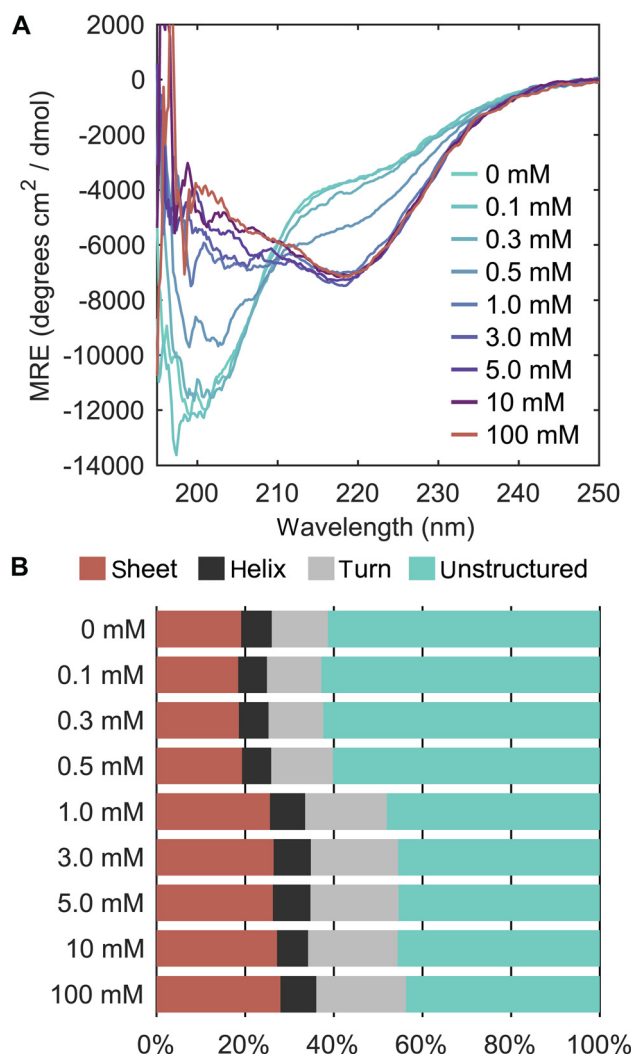 A
2000
0
-2000
-4000
-6000
-8000
-10000
-12000
-14000
MRE (degrees cm² / dmol)
0 mM
0.1 mM
0.3 mM
0.5 mM
1.0 mM
3.0 mM
5.0 mM
10 mM
100 mM
200 210 220 230 240 250
Wavelength (nm)
B
Sheet Helix Turn Unstructured
0 mM
0.1 mM
0.3 mM
0.5 mM
1.0 mM
3.0 mM
5.0 mM
10 mM
100 mM
0% 20% 40% 60% 80% 100%